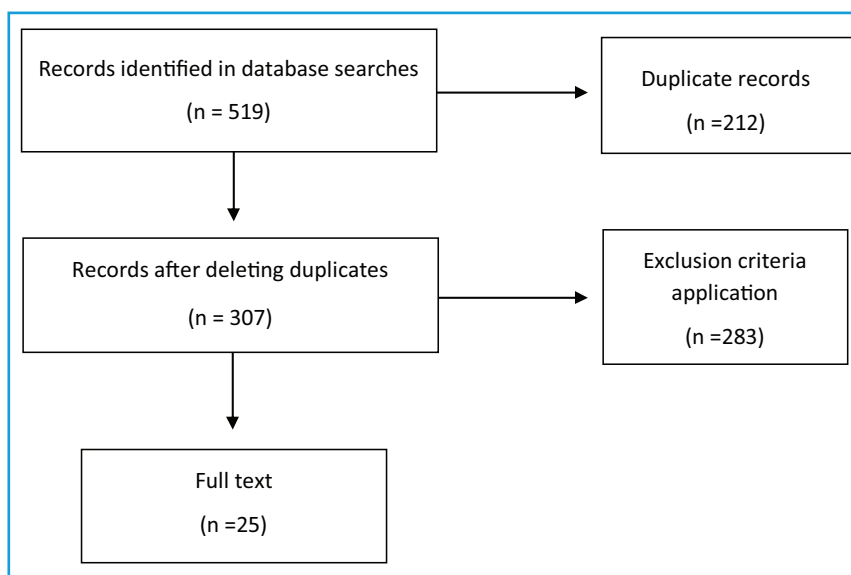 Records identified in database searches
(n = 519)
Duplicate records
(n =212)
Records after deleting duplicates
(n = 307)
Exclusion criteria
application
(n =283)
Full text
(n =25)